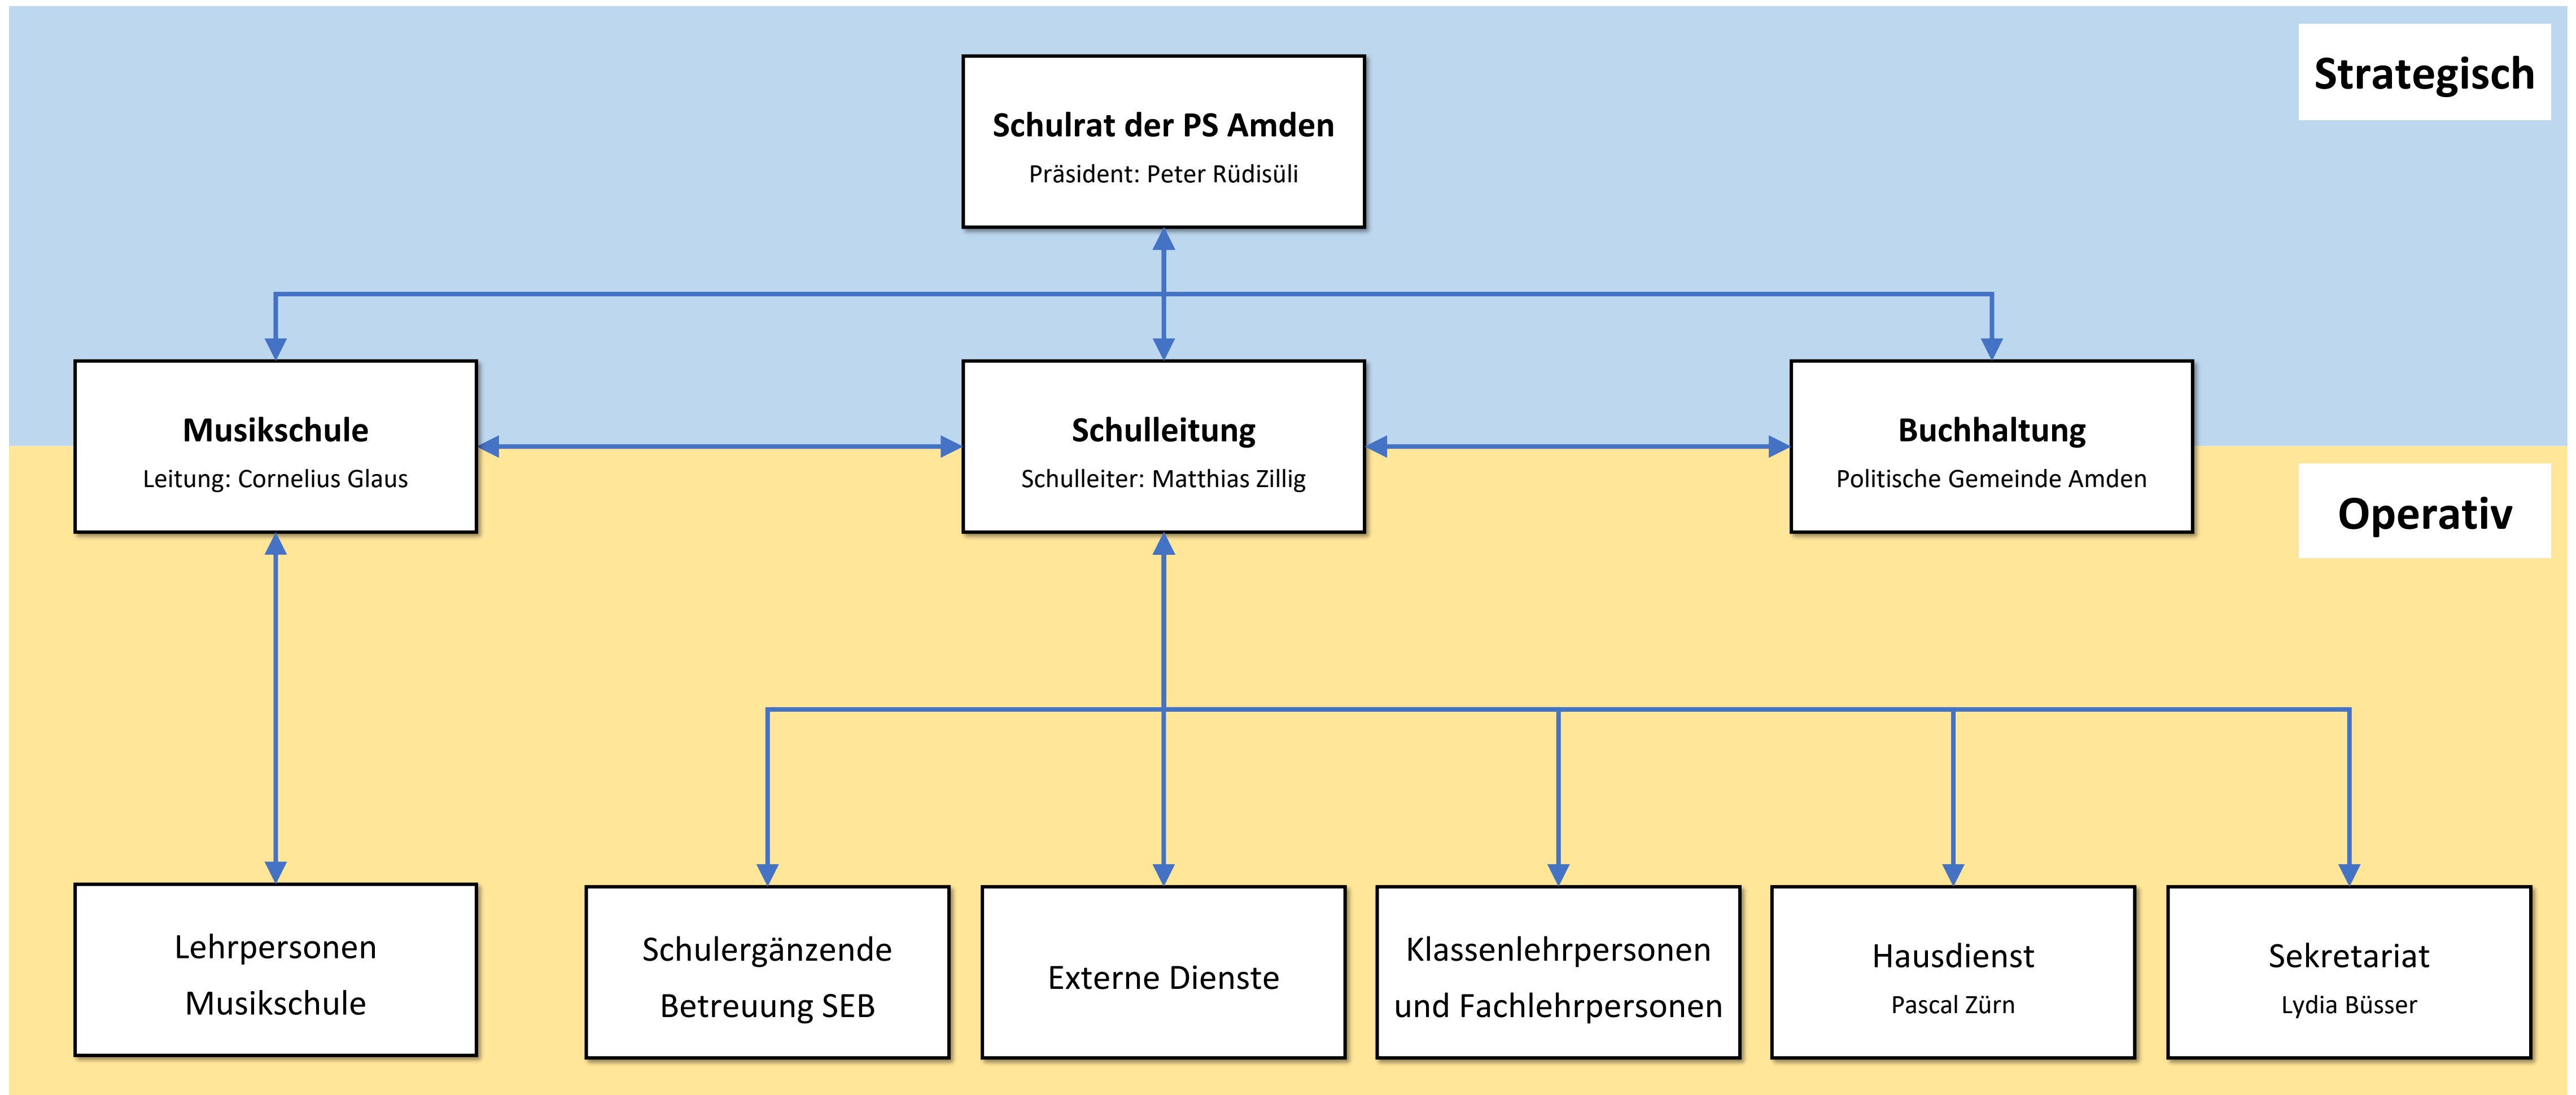 Strategisch
Schulrat der PS Amden
Präsident: Peter Rüdisüli
Musikschule
Leitung: Cornelius Glaus
Schulleitung
Schulleiter: Matthias Zillig
Buchhaltung
Politische Gemeinde Amden
Operativ
Lehrpersonen
Musikschule
Schulergänzende
Betreuung SEB
Externe Dienste
Klassenlehrpersonen
und Fachlehrpersonen
Hausdienst
Pascal Zürn
Sekretariat
Lydia Büsser